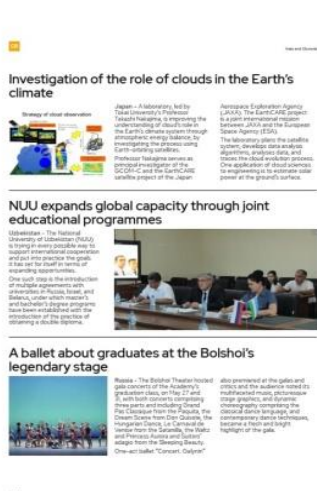 Investigation of the role of clouds in the Earth's
climate
Strategy of cloud observation
Japan – A laboratory, led by
Tokai University's Professor
Takashi Nakajima, is improving the
understanding of cloud's role in
the Earth's climate system through
atmospheric energy balance, by
investigating the process using
Earth-orbiting satellites.
Professor Nakajima serves as
principal investigator of the
GCOM-C and the EarthCARE
satellite project of the Japan
Aerospace Exploration Agency
(JAXA). The EarthCARE project
is a joint international mission
between JAXA and the European
Space Agency (ESA).
The laboratory plans the satellite
system, develops data analysis
algorithms, analyses data, and
traces the cloud evolution process.
One application of cloud sciences
to engineering is to estimate solar
power at the ground's surface.
NUU expands global capacity through joint
educational programmes
Uzbekistan – The National
University of Uzbekistan (NUU)
is trying in every possible way to
support international cooperation
and put into practice the goals
it has set for itself in terms of
expanding opportunities.
One such step is the introduction
of multiple agreements with
universities in Russia, Israel, and
Belarus, under which master's
and bachelor's degree programs
have been established with the
introduction of the practice of
obtaining a double diploma.
A ballet about graduates at the Bolshoi's
legendary stage
Russia – The Bolshoi Theater hosted
gala concerts of the Academy's
graduation class, on May 27 and
31, with both concerts comprising
three parts and including Grand
Pas Classique from the Paquita, the
Dream Scene from Don Quixote, the
Hungarian Dance, Le Carnaval de
Venise from the Satanilla, the Waltz
and Princess Aurora and Suitors'
adagio from the Sleeping Beauty.
One-act ballet "Concert.
also premiered at the galas and
critics and the audience noted its
multifaceted music, picturesque
stage graphics, and dynamic
choreography comprising the
classical dance language, and
contemporary dance techniques,
became a fresh and bright
highlight of the gala.